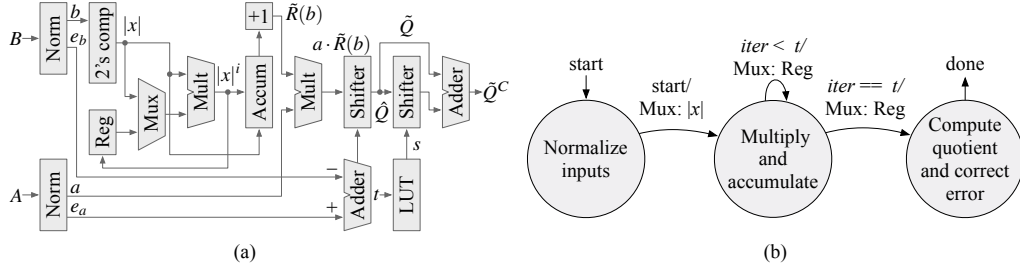 B
Norm
b
e_b
2's comp
|x|
Reg
Mux
Mult
|x|^i
Accum
+1
R̃(b)
Mult
a · R̃(b)
Shifter
Q̂
Q̃
Shifter
Adder
Q̃^C
s
A
Norm
a
e_a
−
+
Adder
t
LUT
(a)
start
Normalize
inputs
start/
Mux: |x|
iter < t/
Mux: Reg
Multiply
and
accumulate
iter == t/
Mux: Reg
done
Compute
quotient
and correct
error
(b)